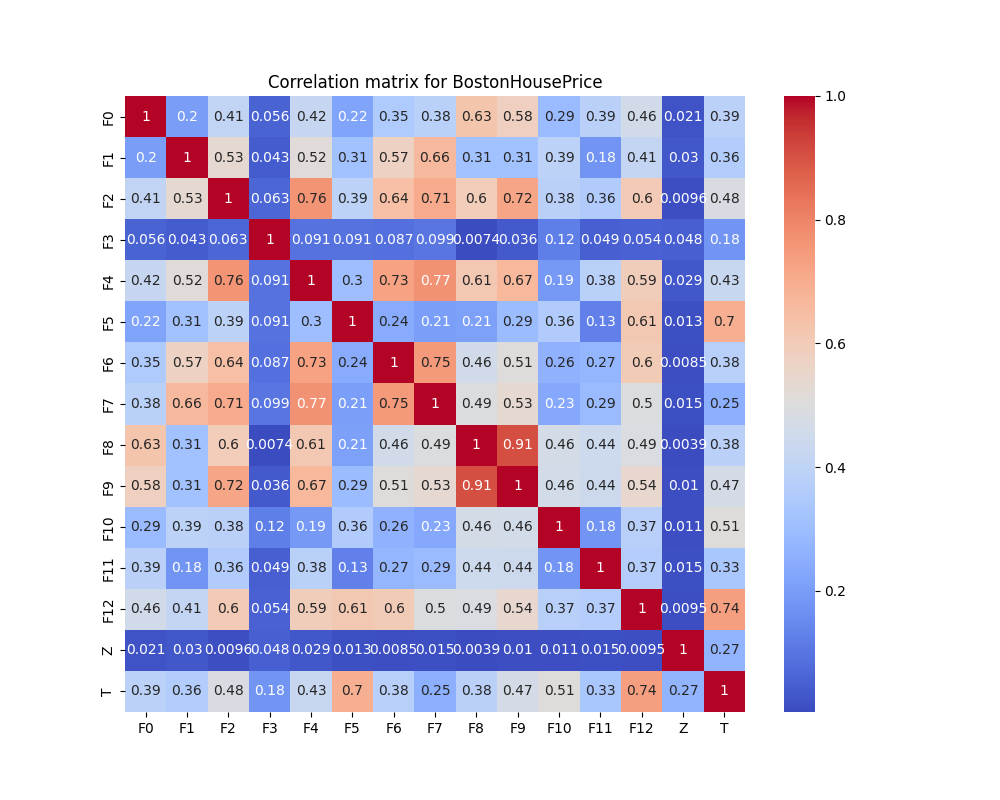 Correlation matrix for BostonHousePrice
F0 1 0.2 0.41 0.056 0.42 0.22 0.35 0.38 0.63 0.58 0.29 0.39 0.46 0.021 0.39
F1 0.2 1 0.53 0.043 0.52 0.31 0.57 0.66 0.31 0.31 0.39 0.18 0.41 0.03 0.36
F2 0.41 0.53 1 0.063 0.76 0.39 0.64 0.71 0.6 0.72 0.38 0.36 0.6 0.0096 0.48
F3 0.056 0.043 0.063 1 0.091 0.091 0.087 0.099 0.0074 0.036 0.12 0.049 0.054 0.048 0.18
F4 0.42 0.52 0.76 0.091 1 0.3 0.73 0.77 0.61 0.67 0.19 0.38 0.59 0.029 0.43
F5 0.22 0.31 0.39 0.091 0.3 1 0.24 0.21 0.21 0.29 0.36 0.13 0.61 0.013 0.7
F6 0.35 0.57 0.64 0.087 0.73 0.24 1 0.75 0.46 0.51 0.26 0.27 0.6 0.0085 0.38
F7 0.38 0.66 0.71 0.099 0.77 0.21 0.75 1 0.49 0.53 0.23 0.29 0.5 0.015 0.25
F8 0.63 0.31 0.6 0.0074 0.61 0.21 0.46 0.49 1 0.91 0.46 0.44 0.49 0.0039 0.38
F9 0.58 0.31 0.72 0.036 0.67 0.29 0.51 0.53 0.91 1 0.46 0.44 0.54 0.01 0.47
F10 0.29 0.39 0.38 0.12 0.19 0.36 0.26 0.23 0.46 0.46 1 0.18 0.37 0.011 0.51
F11 0.39 0.18 0.36 0.049 0.38 0.13 0.27 0.29 0.44 0.44 0.18 1 0.37 0.015 0.33
F12 0.46 0.41 0.6 0.054 0.59 0.61 0.6 0.5 0.49 0.54 0.37 0.37 1 0.0095 0.74
Z 0.021 0.03 0.0096 0.048 0.029 0.013 0.0085 0.015 0.0039 0.01 0.011 0.015 0.0095 1 0.27
T 0.39 0.36 0.48 0.18 0.43 0.7 0.38 0.25 0.38 0.47 0.51 0.33 0.74 0.27 1
F0 F1 F2 F3 F4 F5 F6 F7 F8 F9 F10 F11 F12 Z T
1.0
0.8
0.6
0.4
0.2